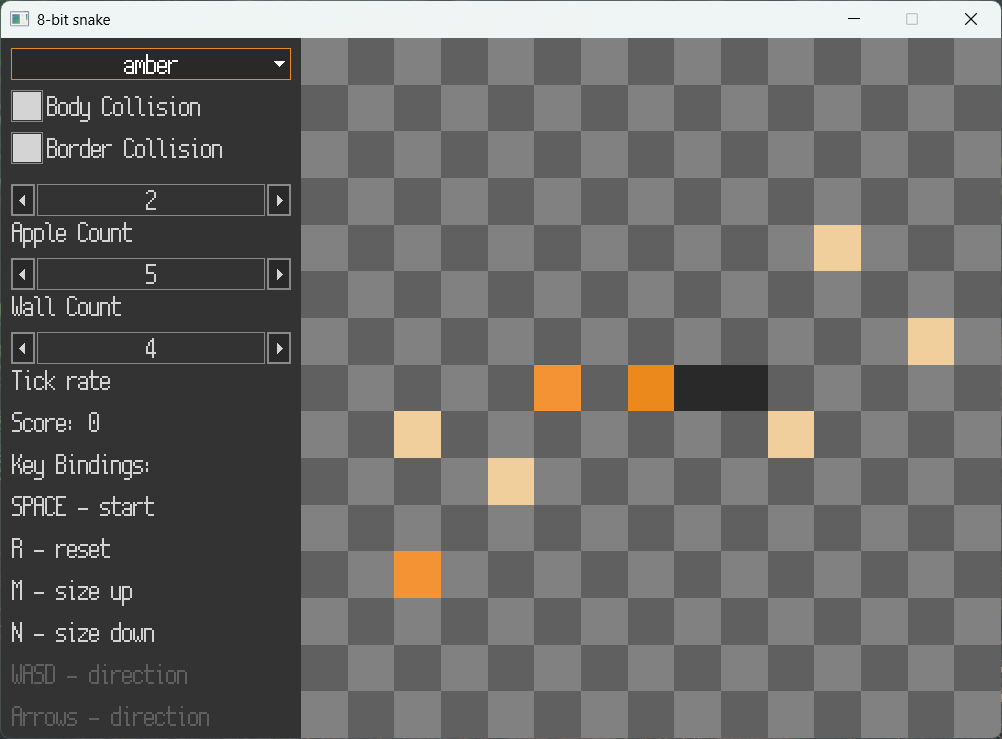 8-bit snake
amber
Body Collision
Border Collision
2
Apple Count
5
Wall Count
4
Tick rate
Score: 0
Key Bindings:
SPACE - start
R - reset
M - size up
N - size down
WASD - direction
Arrows - direction